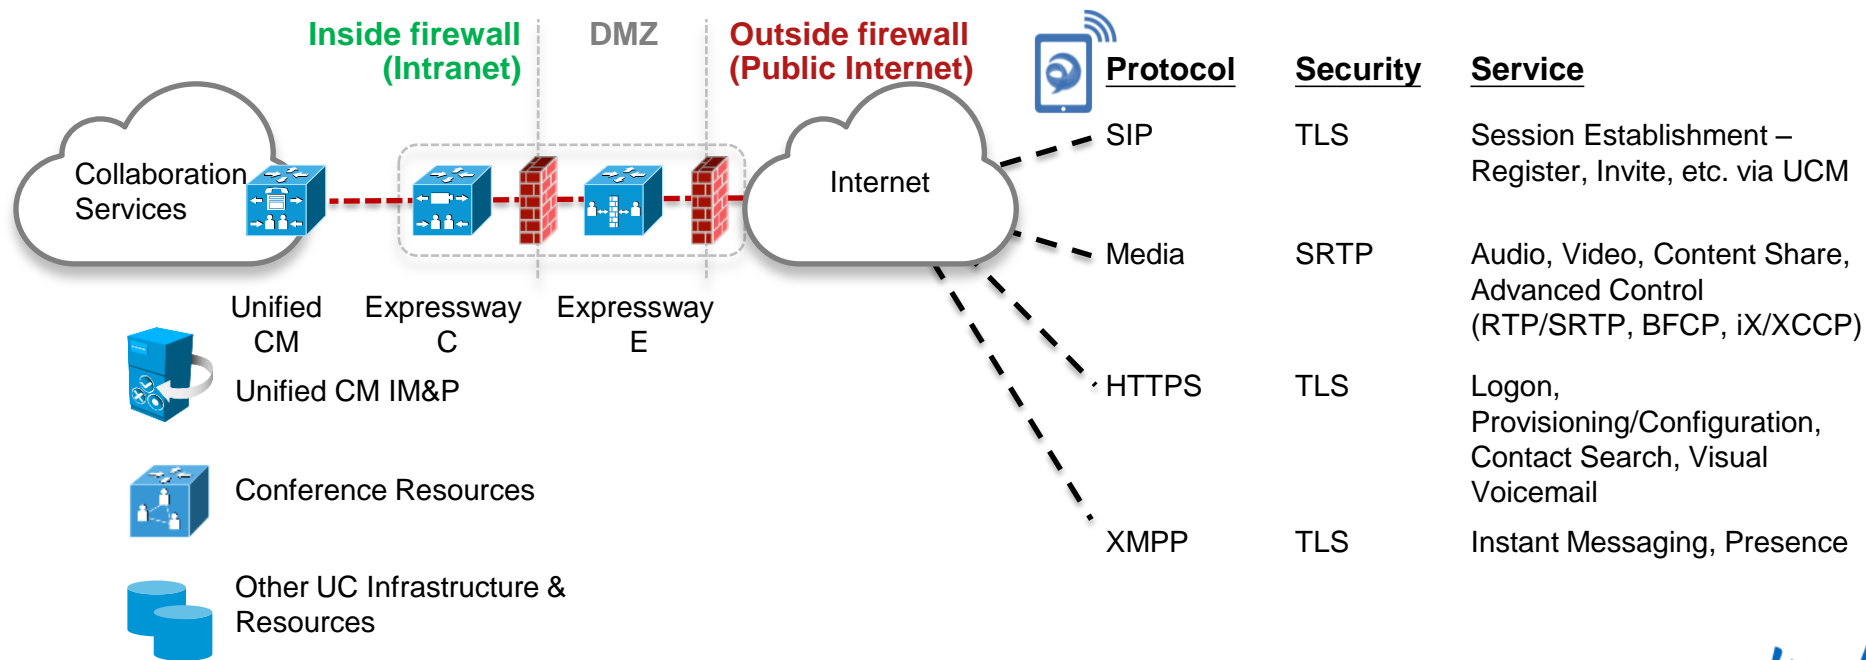 Inside firewall
(Intranet)
DMZ
Outside firewall
(Public Internet)
Collaboration
Services
Internet
Unified
CM
Expressway
C
Expressway
E
Unified CM IM&P
Conference Resources
Other UC Infrastructure &
Resources
Protocol Security Service
SIP TLS Session Establishment –
Register, Invite, etc. via UCM
Media SRTP Audio, Video, Content Share,
Advanced Control
(RTP/SRTP, BFCP, iX/XCCP)
HTTPS TLS Logon,
Provisioning/Configuration,
Contact Search, Visual
Voicemail
XMPP TLS Instant Messaging, Presence